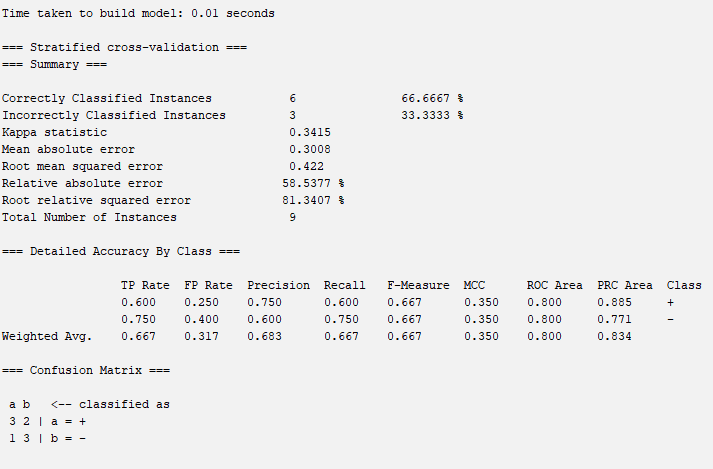 Time taken to build model: 0.01 seconds
=== Stratified cross-validation ===
=== Summary ===
Correctly Classified Instances 6 66.6667 %
Incorrectly Classified Instances 3 33.3333 %
Kappa statistic 0.3415
Mean absolute error 0.3008
Root mean squared error 0.422
Relative absolute error 58.5377 %
Root relative squared error 81.3407 %
Total Number of Instances 9
=== Detailed Accuracy By Class ===
TP Rate FP Rate Precision Recall F-Measure MCC ROC Area PRC Area Class
0.600 0.250 0.750 0.600 0.667 0.350 0.800 0.885 +
0.750 0.400 0.600 0.750 0.667 0.350 0.800 0.771 -
Weighted Avg. 0.667 0.317 0.683 0.667 0.667 0.350 0.800 0.834
=== Confusion Matrix ===
a b <-- classified as
3 2 | a = +
1 3 | b = -